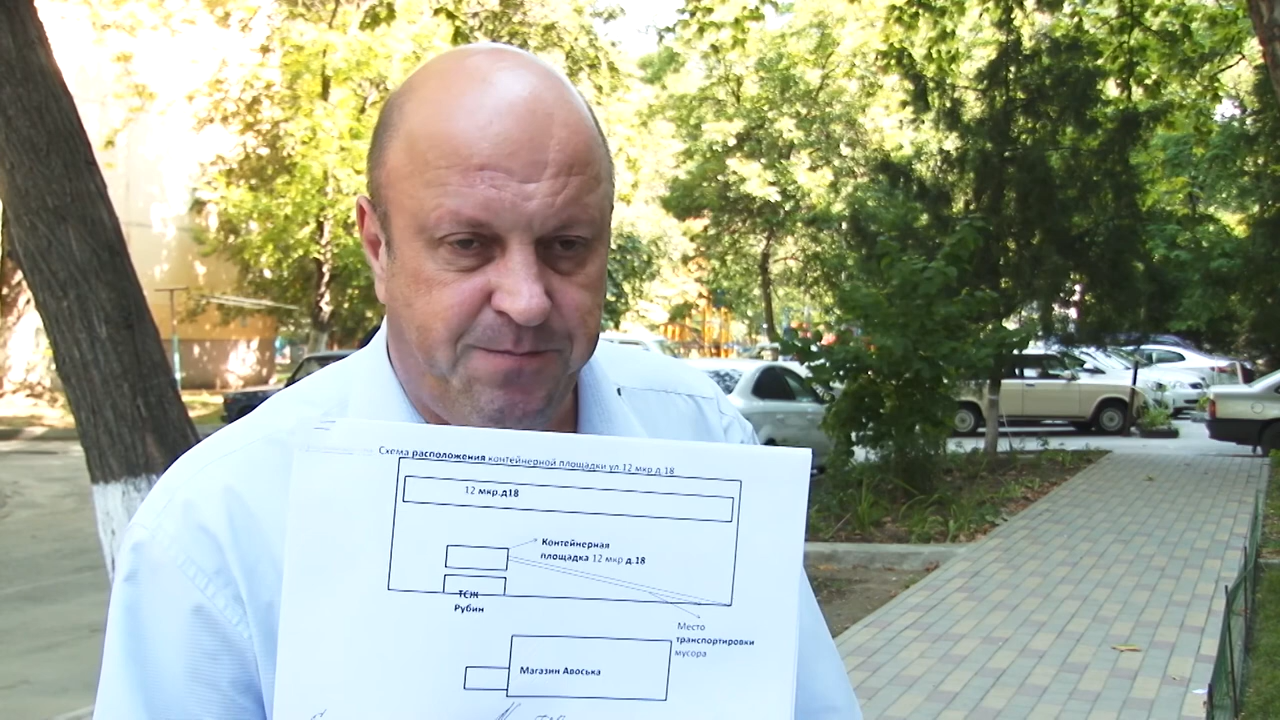 Схема расположения контейнерной площадки ул.12 мкр д.18
12 мкр.д18
Контейнерная
площадка 12 мкр д.18
ТСЖ
Рубин
Место
транспортировки
мусора
Магазин Авоська